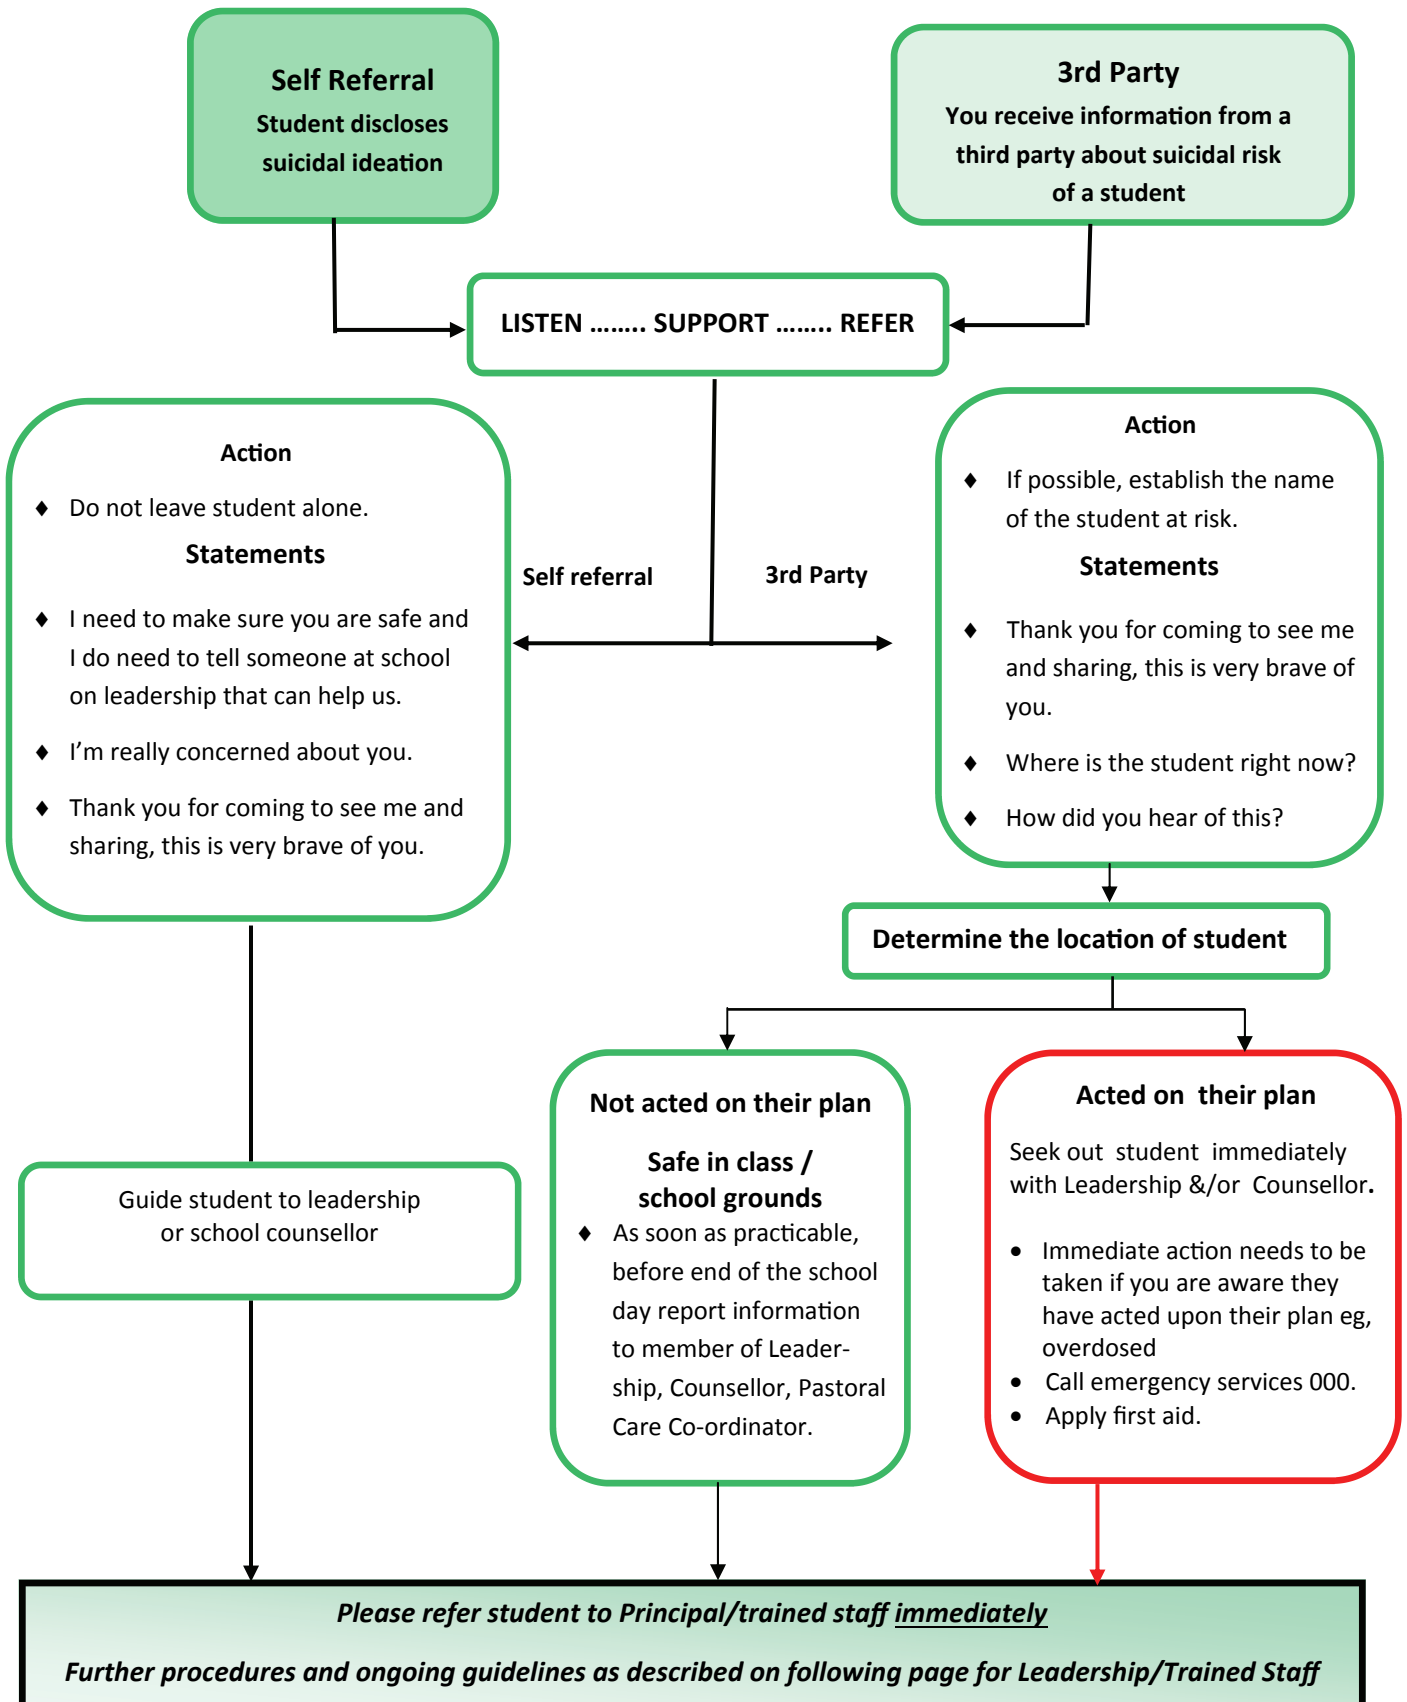 Self Referral
Student discloses
suicidal ideation
3rd Party
You receive information from a
third party about suicidal risk
of a student
LISTEN …….. SUPPORT …….. REFER
Action
♦ Do not leave student alone.
Statements
♦ I need to make sure you are safe and
I do need to tell someone at school
on leadership that can help us.
♦ I’m really concerned about you.
♦ Thank you for coming to see me and
sharing, this is very brave of you.
Self referral
3rd Party
Action
♦ If possible, establish the name
of the student at risk.
Statements
♦ Thank you for coming to see me
and sharing, this is very brave of
you.
♦ Where is the student right now?
♦ How did you hear of this?
Determine the location of student
Guide student to leadership
or school counsellor
Not acted on their plan
Safe in class /
school grounds
♦ As soon as practicable,
before end of the school
day report information
to member of Leader-
ship, Counsellor, Pastoral
Care Co-ordinator.
Acted on  their plan
Seek out  student  immediately
with Leadership &/or  Counsellor.
• Immediate action needs to be
taken if you are aware they
have acted upon their plan eg,
overdosed
• Call emergency services 000.
• Apply first aid.
Please refer student to Principal/trained staff immediately
Further procedures and ongoing guidelines as described on following page for Leadership/Trained Staff